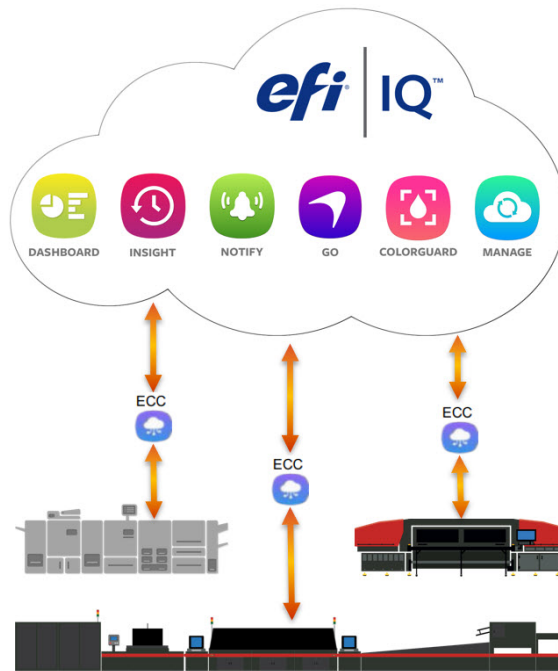 efi IQ™
DASHBOARD INSIGHT NOTIFY GO COLORGUARD MANAGE
ECC
ECC
ECC